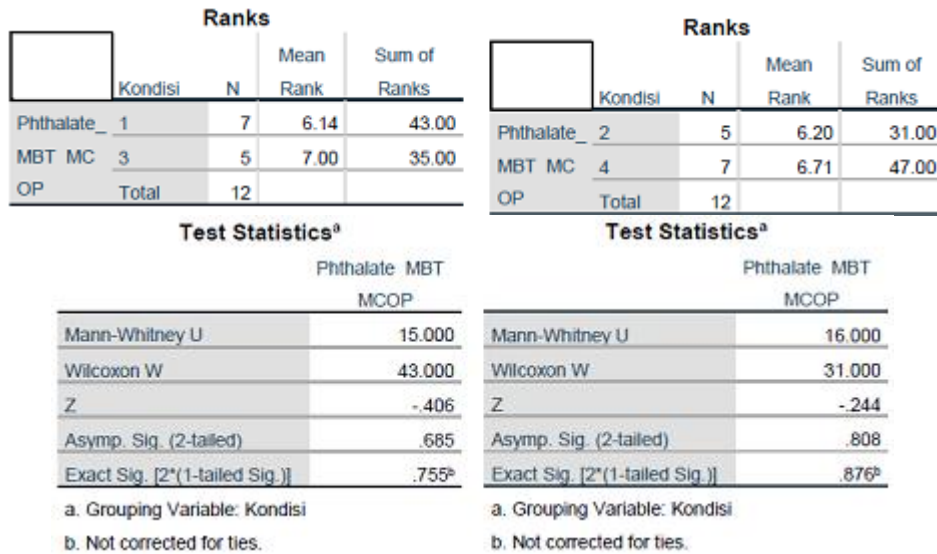 Ranks
Kondisi N Mean Rank Sum of Ranks
Phthalate_ 1 7 6.14 43.00
MBT MC 3 5 7.00 35.00
OP Total 12
Test Statisticsᵃ
Phthalate MBT
MCOP
Mann-Whitney U 15.000
Wilcoxon W 43.000
Z -.406
Asymp. Sig. (2-tailed) .685
Exact Sig. [2*(1-tailed Sig.)] .755ᵇ
a. Grouping Variable: Kondisi
b. Not corrected for ties.
Ranks
Kondisi N Mean Rank Sum of Ranks
Phthalate_ 2 5 6.20 31.00
MBT MC 4 7 6.71 47.00
OP Total 12
Test Statisticsᵃ
Phthalate MBT
MCOP
Mann-Whitney U 16.000
Wilcoxon W 31.000
Z -.244
Asymp. Sig. (2-tailed) .808
Exact Sig. [2*(1-tailed Sig.)] .876ᵇ
a. Grouping Variable: Kondisi
b. Not corrected for ties.